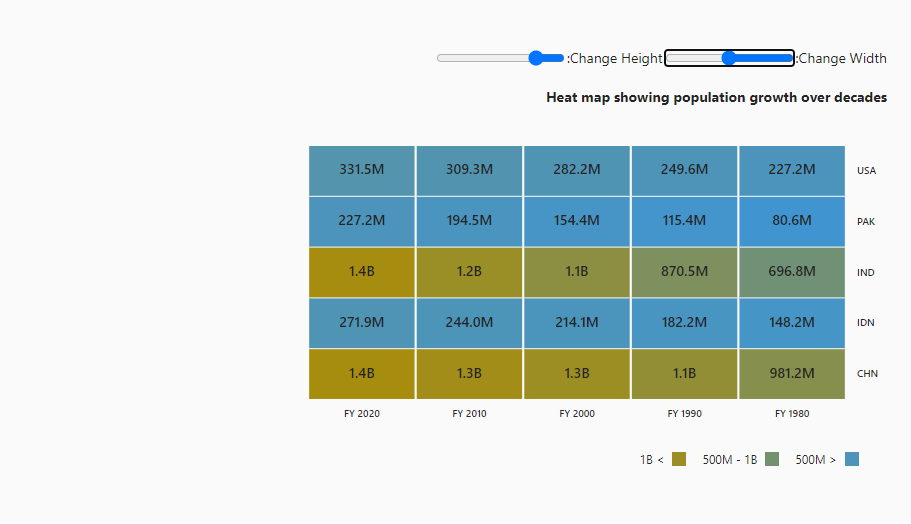 :Change Height :Change Width
Heat map showing population growth over decades
331.5M 309.3M 282.2M 249.6M 227.2M USA
227.2M 194.5M 154.4M 115.4M 80.6M PAK
1.4B 1.2B 1.1B 870.5M 696.8M IND
271.9M 244.0M 214.1M 182.2M 148.2M IDN
1.4B 1.3B 1.3B 1.1B 981.2M CHN
FY 2020 FY 2010 FY 2000 FY 1990 FY 1980
1B < 500M - 1B 500M >